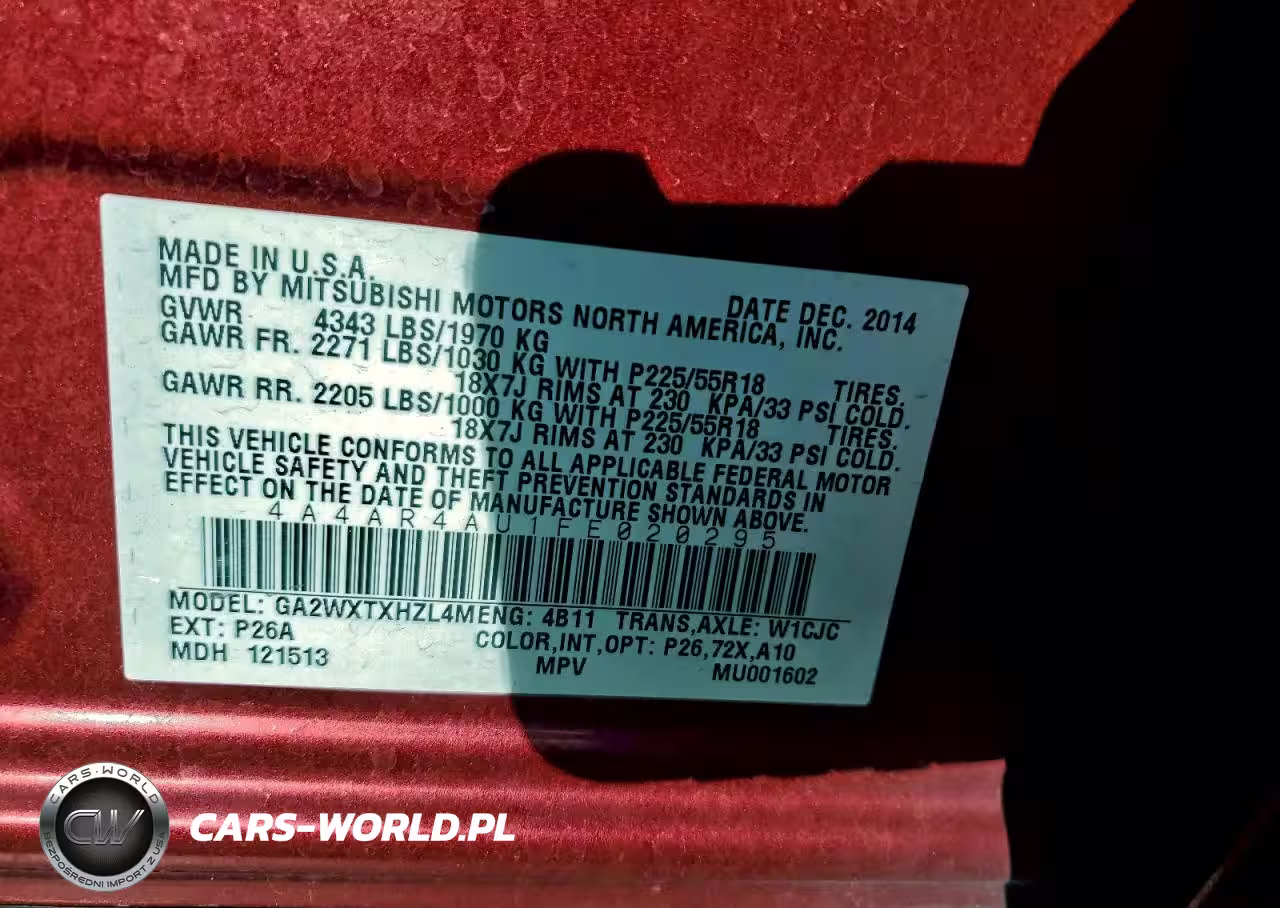 MADE IN U.S.A.
DATE DEC. 2014
MFD BY MITSUBISHI MOTORS NORTH AMERICA, INC.
GVWR 4343 LBS/1970 KG
GAWR FR. 2271 LBS/1030 KG WITH P225/55R18 TIRES.
18X7J RIMS AT 230 KPA/33 PSI COLD.
GAWR RR. 2205 LBS/1000 KG WITH P225/55R18 TIRES.
18X7J RIMS AT 230 KPA/33 PSI COLD.
THIS VEHICLE CONFORMS TO ALL APPLICABLE FEDERAL MOTOR
VEHICLE SAFETY AND THEFT PREVENTION STANDARDS IN
EFFECT ON THE DATE OF MANUFACTURE SHOWN ABOVE.
4A4AR4AU1FE020295
MODEL: GA2WXTXHZL4MENG: 4B11 TRANS,AXLE: W1CJC
EXT: P26A COLOR,INT,OPT: P26,72X,A10
MDH 121513 MPV MU001602
CARS-WORLD
CW
BEZPOŚREDNI IMPORT Z USA
CARS-WORLD.PL